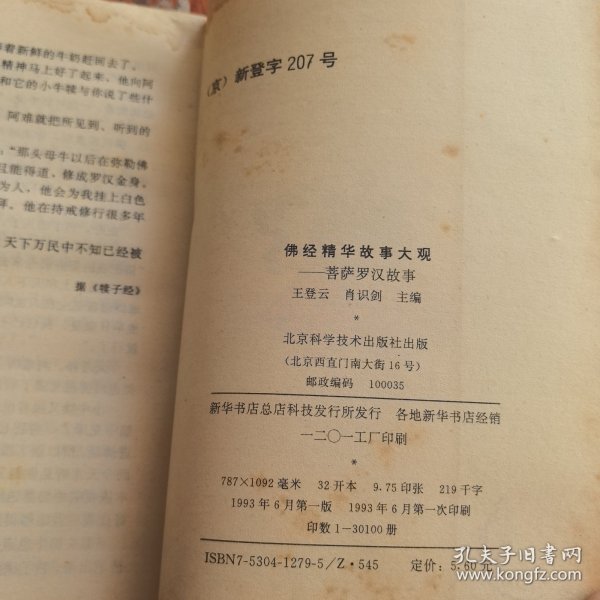 着新鲜的牛奶赶回去了。
精神马上好了起来,他向阿
和它的小牛犊与你说了些什
阿难就把所见到、听到的
:“那头母牛以后在弥勒佛
且能得道、修成罗汉金身。
为人,他会为我挂上白色
拜。他在持戒修行很多年
天下万民中不知已经被
据《犊子经》
(京)新登字 207 号
佛经精华故事大观
——菩萨罗汉故事
王登云 肖识剑 主编
*
北京科学技术出版社出版
(北京西直门南大街16号)
邮政编码 100035
新华书店总店科技发行所发行 各地新华书店经销
一二〇一工厂印刷
*
787×1092毫米 32开本 9.75印张 219千字
1993年6月第一版 1993年6月第一次印刷
印数1-30100册
ISBN7-5304-1279-5/Z·545 定价:5.60元
孔夫子旧书网
www.kongfz.com